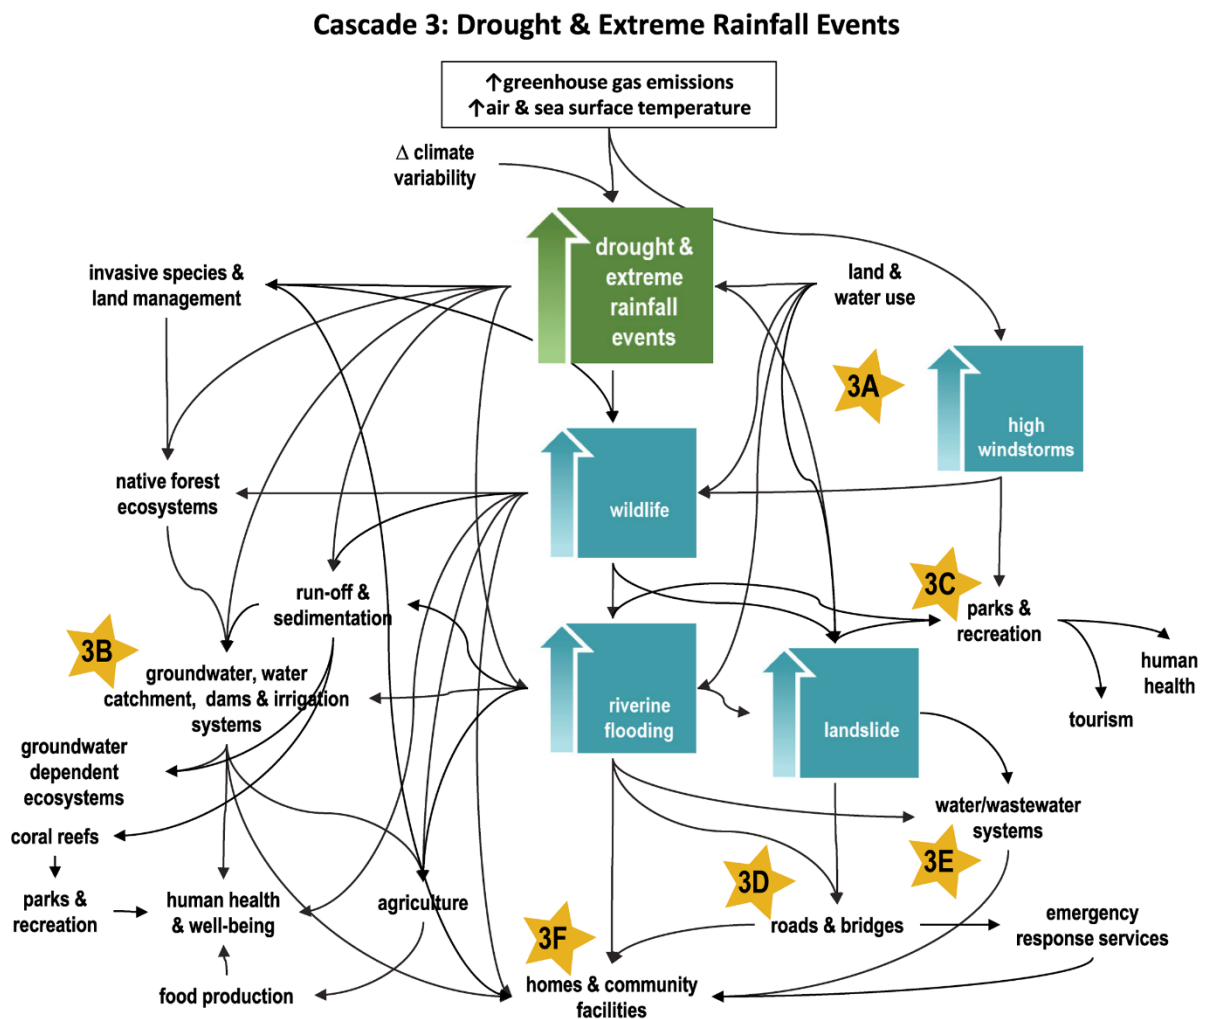 Cascade 3: Drought & Extreme Rainfall Events
↑greenhouse gas emissions
↑air & sea surface temperature
Δ climate
variability
drought &
extreme
rainfall
events
invasive species &
land management
land &
water use
3A
high
windstorms
native forest
ecosystems
wildlife
3C
parks &
recreation
run-off &
sedimentation
3B
groundwater, water
catchment, dams & irrigation
systems
human
health
tourism
riverine
flooding
landslide
groundwater
dependent
ecosystems
water/wastewater
systems
coral reefs
3E
3D
parks &
recreation
human health
& well-being
agriculture
roads & bridges
emergency
response services
3F
food production
homes & community
facilities